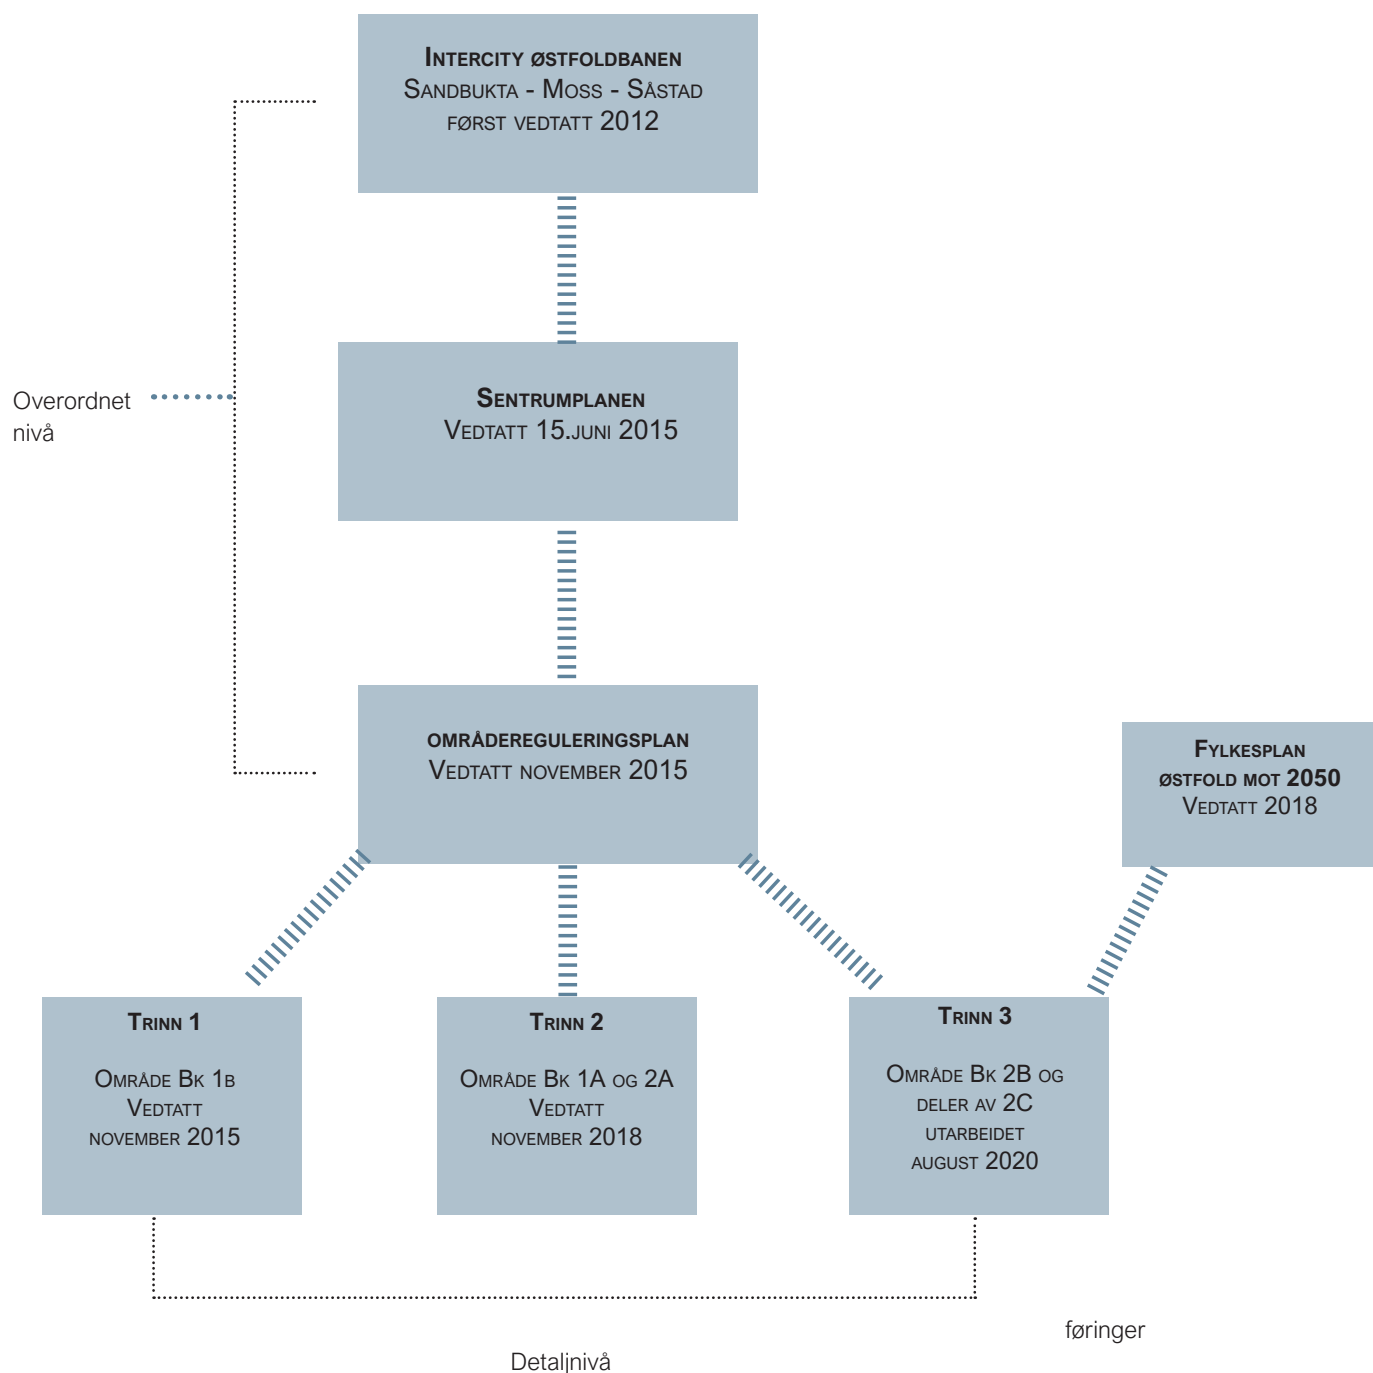 Intercity østfoldbanen
Sandbukta - Moss - Såstad
først vedtatt 2012
Overordnet
nivå
Sentrumplanen
Vedtatt 15.juni 2015
områdereguleringsplan
Vedtatt november 2015
Fylkesplan
østfold mot 2050
Vedtatt 2018
Trinn 1
Område Bk 1b
Vedtatt
november 2015
Trinn 2
Område Bk 1A og 2A
Vedtatt
november 2018
Trinn 3
Område Bk 2B og
deler av 2C
utarbeidet
august 2020
føringer
Detaljnivå